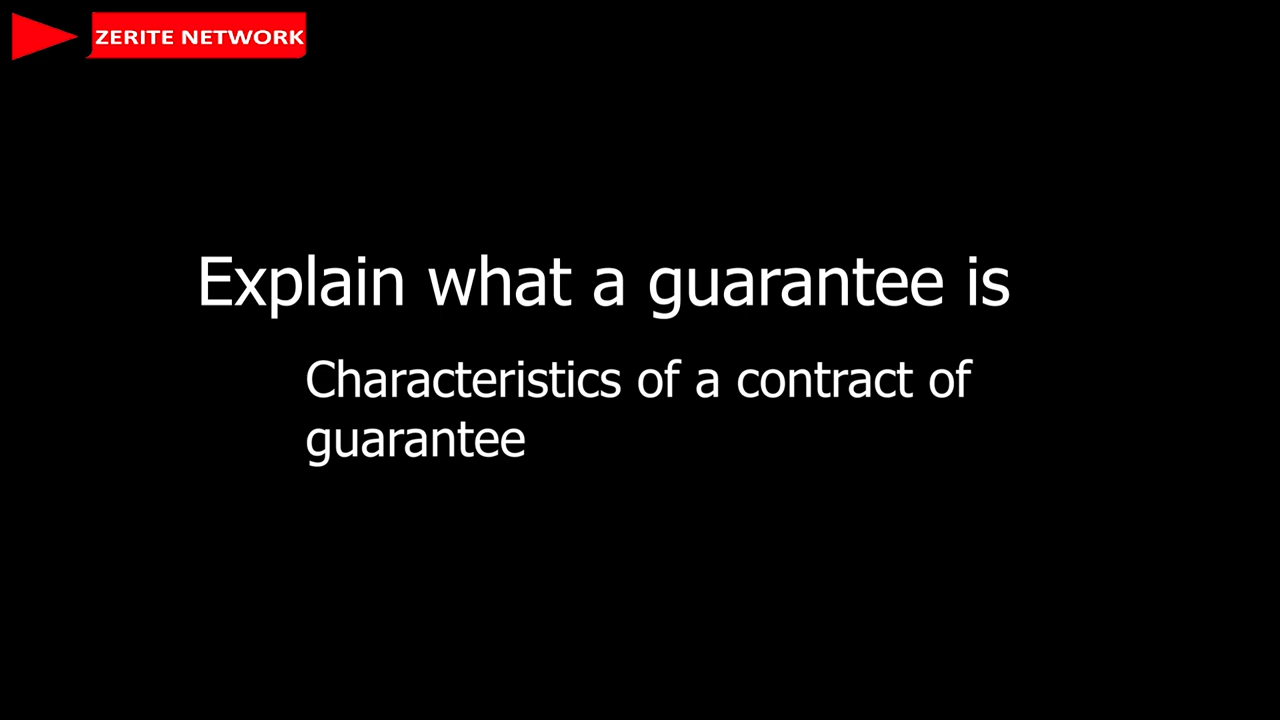 ZERITE NETWORK
Explain what a guarantee is
Characteristics of a contract of
guarantee